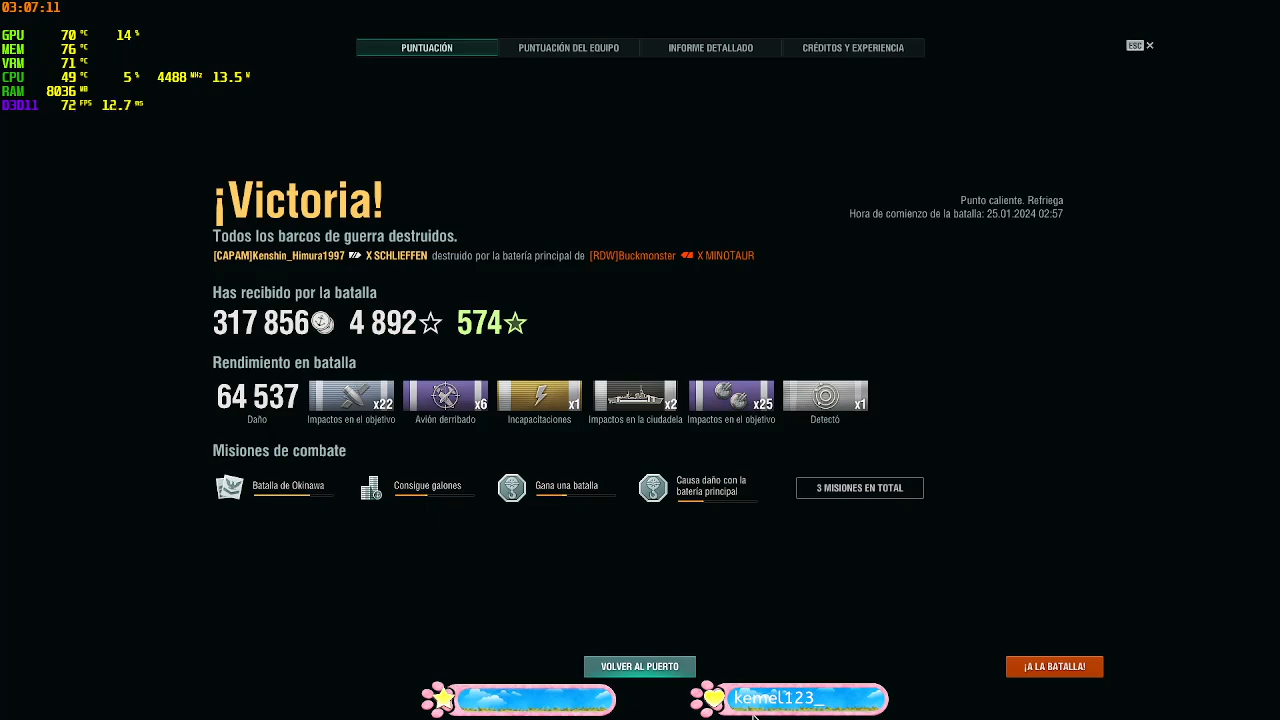 03:07:11
GPU 70 °C 14 %
MEM 76 °C
VRM 71 °C
CPU 49 °C 5 % 4488 MHz 13.5 W
RAM 8036 MB
D3D11 72 FPS 12.7 ms
PUNTUACIÓN PUNTUACIÓN DEL EQUIPO INFORME DETALLADO CRÉDITOS Y EXPERIENCIA
ESC
¡Victoria!
Punto caliente. Refriega
Hora de comienzo de la batalla: 25.01.2024 02:57
Todos los barcos de guerra destruidos.
[CAPAM]Kenshin_Himura1997 X SCHLIEFFEN destruido por la batería principal de [RDW]Buckmonster X MINOTAUR
Has recibido por la batalla
317 856 4 892 574
Rendimiento en batalla
64 537 x22 x6 x1 x2 x25 x1
Daño Impactos en el objetivo Avión derribado Incapacitaciones Impactos en la ciudadela Impactos en el objetivo Detectó
Misiones de combate
Batalla de Okinawa Consigue galones Gana una batalla Causa daño con la
batería principal
3 MISIONES EN TOTAL
VOLVER AL PUERTO ¡A LA BATALLA!
kemel123_